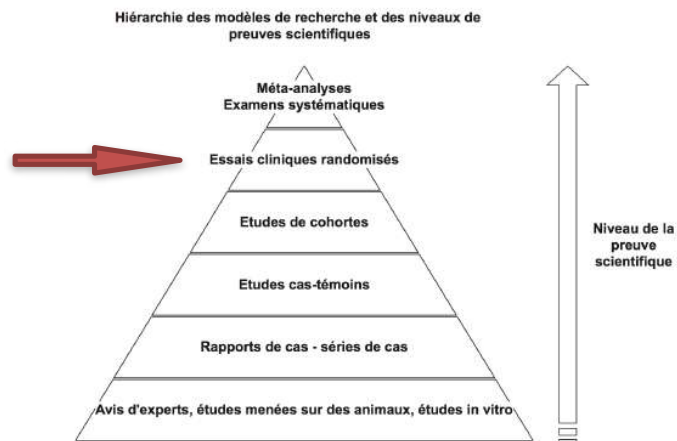 Hiérarchie des modèles de recherche et des niveaux de
preuves scientifiques
Méta-analyses
Examens systématiques
Essais cliniques randomisés
Etudes de cohortes
Etudes cas-témoins
Rapports de cas - séries de cas
Avis d'experts, études menées sur des animaux, études in vitro
Niveau de la
preuve
scientifique